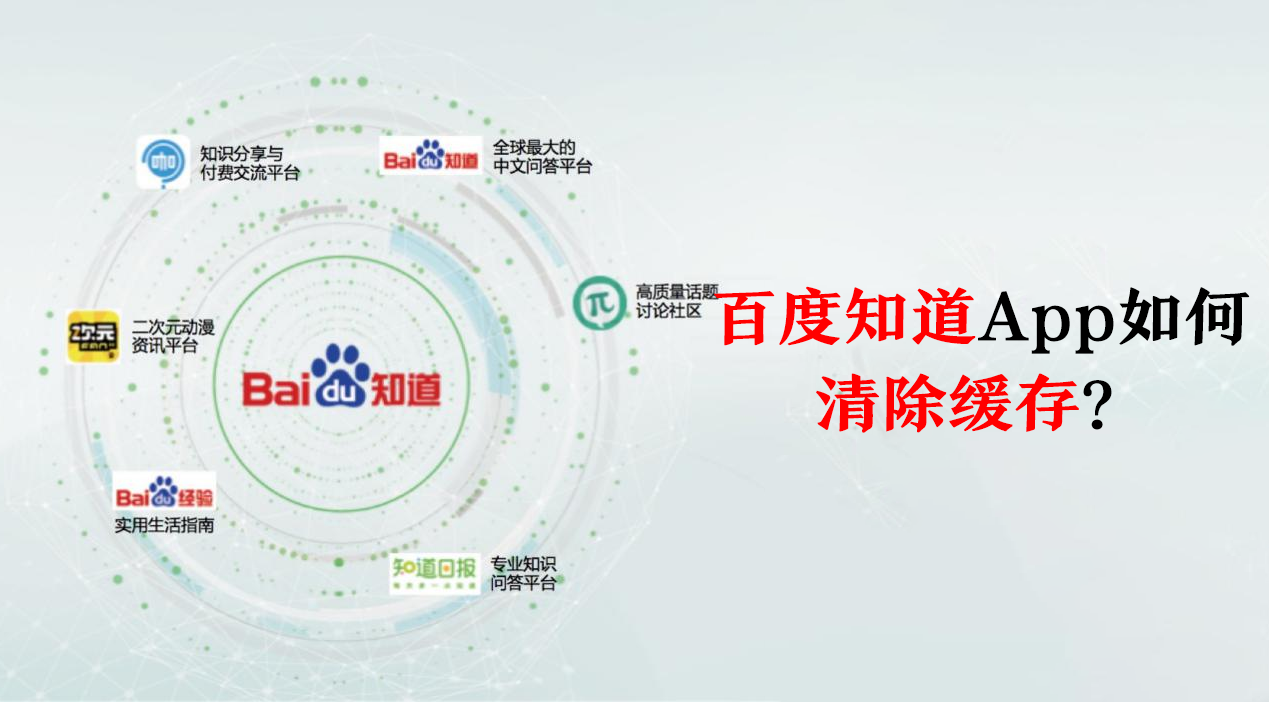 咖
知识分享与
付费交流平台
Baidu知道
全球最大的
中文问答平台
π
高质量话题
讨论社区
百度知道App如何
清除缓存?
次元
二次元动漫
资讯平台
Baidu知道
Baidu经验
实用生活指南
知道日报
专业知识
问答平台